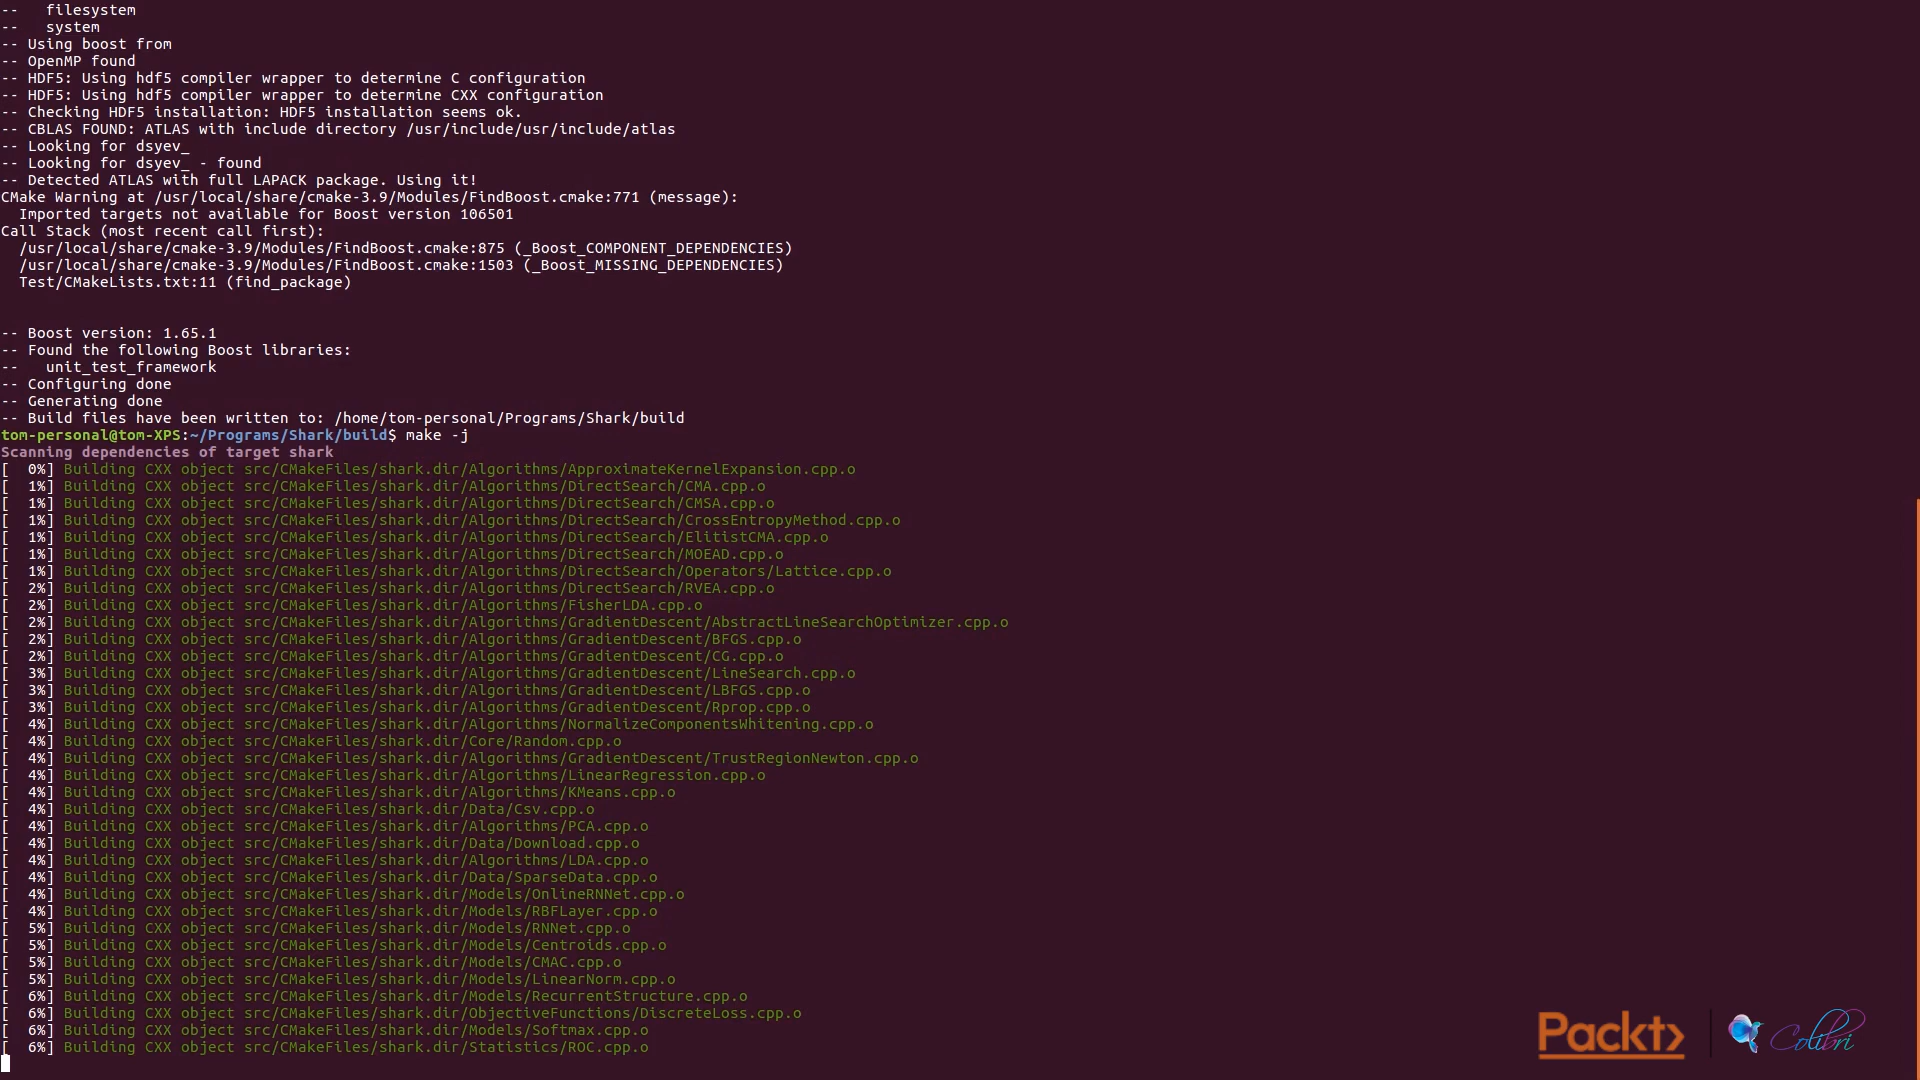 --   filesystem
--   system
-- Using boost from
-- OpenMP found
-- HDF5: Using hdf5 compiler wrapper to determine C configuration
-- HDF5: Using hdf5 compiler wrapper to determine CXX configuration
-- Checking HDF5 installation: HDF5 installation seems ok.
-- CBLAS FOUND: ATLAS with include directory /usr/include/usr/include/atlas
-- Looking for dsyev_
-- Looking for dsyev_ - found
-- Detected ATLAS with full LAPACK package. Using it!
CMake Warning at /usr/local/share/cmake-3.9/Modules/FindBoost.cmake:771 (message):
  Imported targets not available for Boost version 106501
Call Stack (most recent call first):
  /usr/local/share/cmake-3.9/Modules/FindBoost.cmake:875 (_Boost_COMPONENT_DEPENDENCIES)
  /usr/local/share/cmake-3.9/Modules/FindBoost.cmake:1503 (_Boost_MISSING_DEPENDENCIES)
  Test/CMakeLists.txt:11 (find_package)
-- Boost version: 1.65.1
-- Found the following Boost libraries:
--   unit_test_framework
-- Configuring done
-- Generating done
-- Build files have been written to: /home/tom-personal/Programs/Shark/build
tom-personal@tom-XPS:~/Programs/Shark/build$ make -j
Scanning dependencies of target shark
[  0%] Building CXX object src/CMakeFiles/shark.dir/Algorithms/ApproximateKernelExpansion.cpp.o
[  1%] Building CXX object src/CMakeFiles/shark.dir/Algorithms/DirectSearch/CMA.cpp.o
[  1%] Building CXX object src/CMakeFiles/shark.dir/Algorithms/DirectSearch/CMSA.cpp.o
[  1%] Building CXX object src/CMakeFiles/shark.dir/Algorithms/DirectSearch/CrossEntropyMethod.cpp.o
[  1%] Building CXX object src/CMakeFiles/shark.dir/Algorithms/DirectSearch/ElitistCMA.cpp.o
[  1%] Building CXX object src/CMakeFiles/shark.dir/Algorithms/DirectSearch/MOEAD.cpp.o
[  1%] Building CXX object src/CMakeFiles/shark.dir/Algorithms/DirectSearch/Operators/Lattice.cpp.o
[  2%] Building CXX object src/CMakeFiles/shark.dir/Algorithms/DirectSearch/RVEA.cpp.o
[  2%] Building CXX object src/CMakeFiles/shark.dir/Algorithms/FisherLDA.cpp.o
[  2%] Building CXX object src/CMakeFiles/shark.dir/Algorithms/GradientDescent/AbstractLineSearchOptimizer.cpp.o
[  2%] Building CXX object src/CMakeFiles/shark.dir/Algorithms/GradientDescent/BFGS.cpp.o
[  2%] Building CXX object src/CMakeFiles/shark.dir/Algorithms/GradientDescent/CG.cpp.o
[  3%] Building CXX object src/CMakeFiles/shark.dir/Algorithms/GradientDescent/LineSearch.cpp.o
[  3%] Building CXX object src/CMakeFiles/shark.dir/Algorithms/GradientDescent/LBFGS.cpp.o
[  3%] Building CXX object src/CMakeFiles/shark.dir/Algorithms/GradientDescent/Rprop.cpp.o
[  4%] Building CXX object src/CMakeFiles/shark.dir/Algorithms/NormalizeComponentsWhitening.cpp.o
[  4%] Building CXX object src/CMakeFiles/shark.dir/Core/Random.cpp.o
[  4%] Building CXX object src/CMakeFiles/shark.dir/Algorithms/GradientDescent/TrustRegionNewton.cpp.o
[  4%] Building CXX object src/CMakeFiles/shark.dir/Algorithms/LinearRegression.cpp.o
[  4%] Building CXX object src/CMakeFiles/shark.dir/Algorithms/KMeans.cpp.o
[  4%] Building CXX object src/CMakeFiles/shark.dir/Data/Csv.cpp.o
[  4%] Building CXX object src/CMakeFiles/shark.dir/Algorithms/PCA.cpp.o
[  4%] Building CXX object src/CMakeFiles/shark.dir/Data/Download.cpp.o
[  4%] Building CXX object src/CMakeFiles/shark.dir/Algorithms/LDA.cpp.o
[  4%] Building CXX object src/CMakeFiles/shark.dir/Data/SparseData.cpp.o
[  4%] Building CXX object src/CMakeFiles/shark.dir/Models/OnlineRNNet.cpp.o
[  4%] Building CXX object src/CMakeFiles/shark.dir/Models/RBFLayer.cpp.o
[  5%] Building CXX object src/CMakeFiles/shark.dir/Models/RNNet.cpp.o
[  5%] Building CXX object src/CMakeFiles/shark.dir/Models/Centroids.cpp.o
[  5%] Building CXX object src/CMakeFiles/shark.dir/Models/CMAC.cpp.o
[  5%] Building CXX object src/CMakeFiles/shark.dir/Models/LinearNorm.cpp.o
[  6%] Building CXX object src/CMakeFiles/shark.dir/Models/RecurrentStructure.cpp.o
[  6%] Building CXX object src/CMakeFiles/shark.dir/ObjectiveFunctions/DiscreteLoss.cpp.o
[  6%] Building CXX object src/CMakeFiles/shark.dir/Models/Softmax.cpp.o
[  6%] Building CXX object src/CMakeFiles/shark.dir/Statistics/ROC.cpp.o
Packt>
Colibri